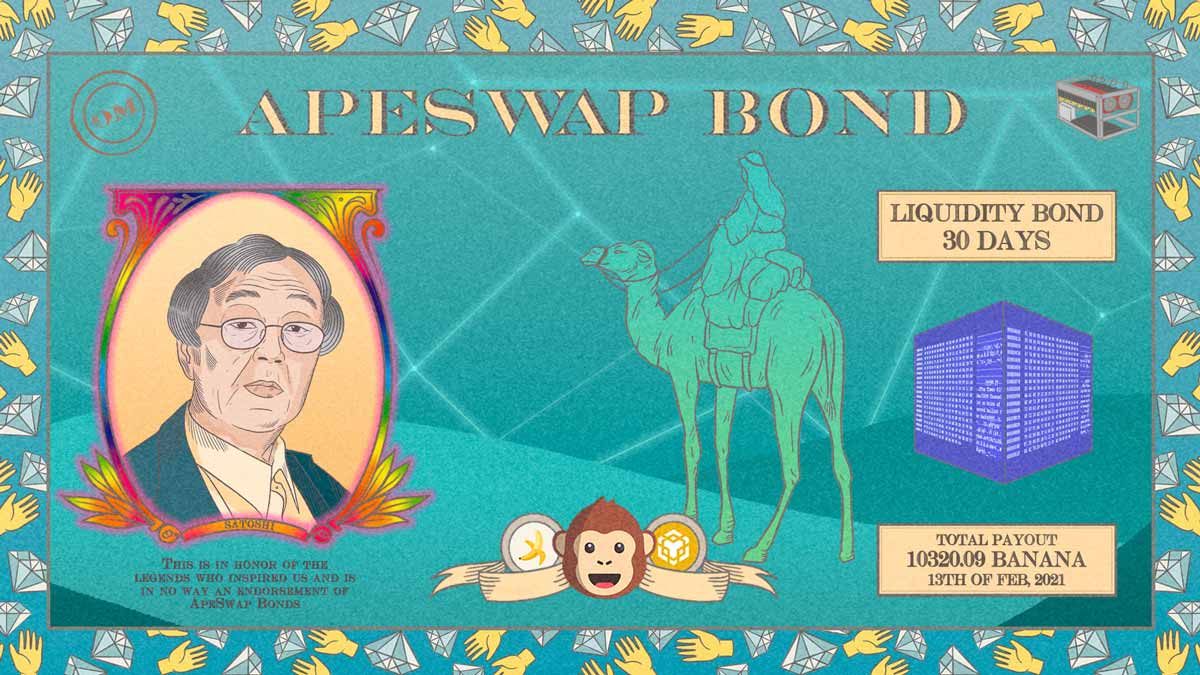 OM
APESWAP BOND
LIQUIDITY BOND
30 DAYS
SATOSHI
THIS IS IN HONOR OF THE
LEGENDS WHO INSPIRED US AND IS
IN NO WAY AN ENDORSEMENT OF
APESWAP BONDS
TOTAL PAYOUT
10320.09 BANANA
13TH OF FEB, 2021